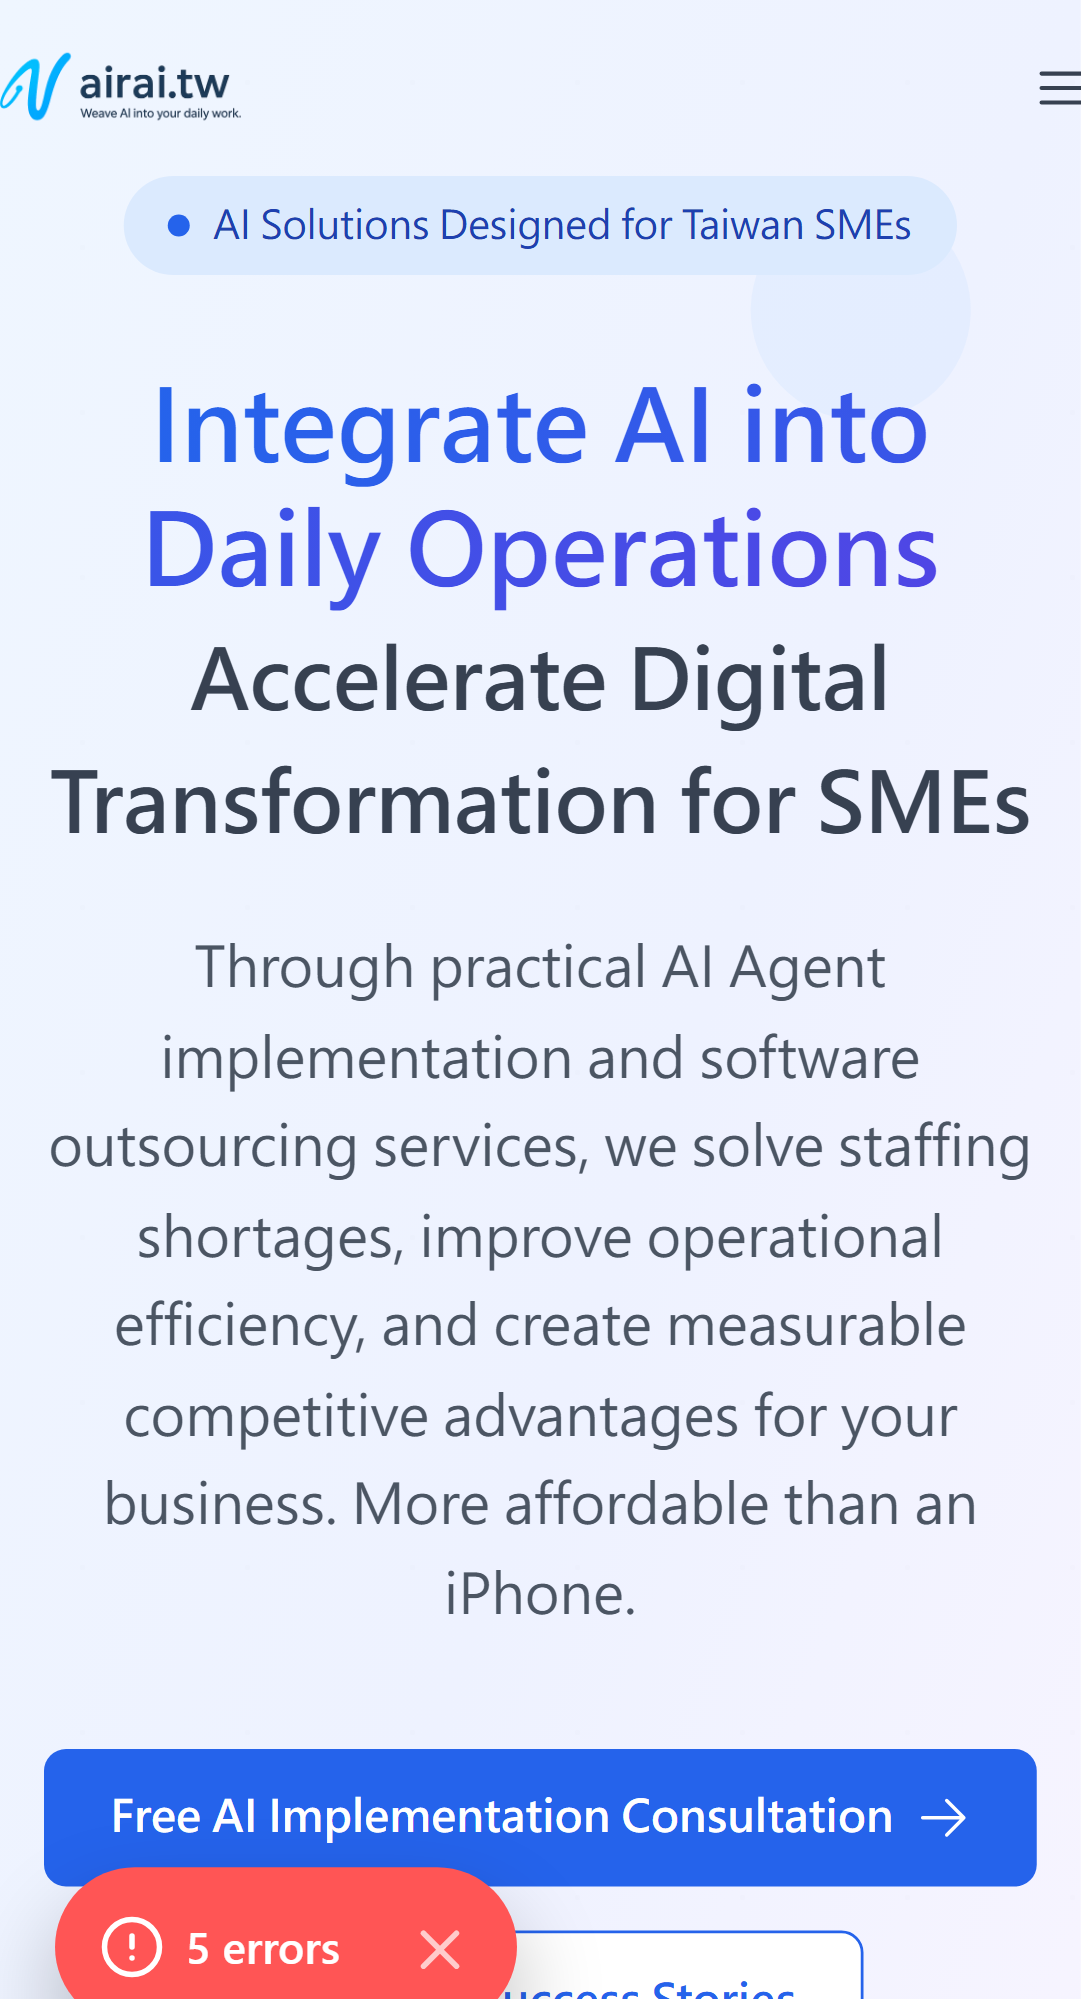 airai.tw
Weave AI into your daily work.
AI Solutions Designed for Taiwan SMEs
Integrate AI into
Daily Operations
Accelerate Digital
Transformation for SMEs
Through practical AI Agent
implementation and software
outsourcing services, we solve staffing
shortages, improve operational
efficiency, and create measurable
competitive advantages for your
business. More affordable than an
iPhone.
Free AI Implementation Consultation
5 errors
Stories